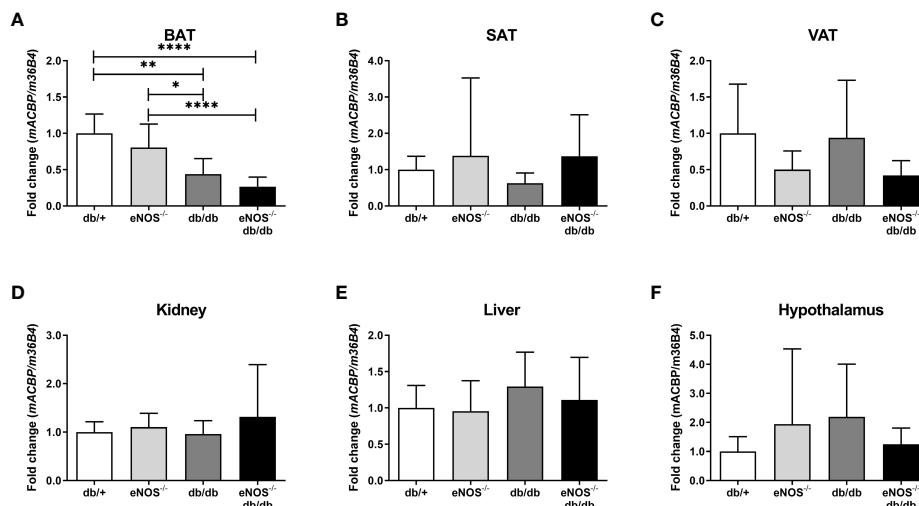 A
BAT
Fold change (mACBP/m36B4)
2.0
1.5
1.0
0.5
0.0
****
**
*
****
db/+
eNOS-/-
db/db
eNOS-/-
db/db
B
SAT
Fold change (mACBP/m36B4)
4.0
3.0
2.0
1.0
0.0
db/+
eNOS-/-
db/db
eNOS-/-
db/db
C
VAT
Fold change (mACBP/m36B4)
2.0
1.5
1.0
0.5
0.0
db/+
eNOS-/-
db/db
eNOS-/-
db/db
D
Kidney
Fold change (mACBP/m36B4)
3.0
2.0
1.0
0.0
db/+
eNOS-/-
db/db
eNOS-/-
db/db
E
Liver
Fold change (mACBP/m36B4)
2.0
1.5
1.0
0.5
0.0
db/+
eNOS-/-
db/db
eNOS-/-
db/db
F
Hypothalamus
Fold change (mACBP/m36B4)
5.0
4.0
3.0
2.0
1.0
0.0
db/+
eNOS-/-
db/db
eNOS-/-
db/db